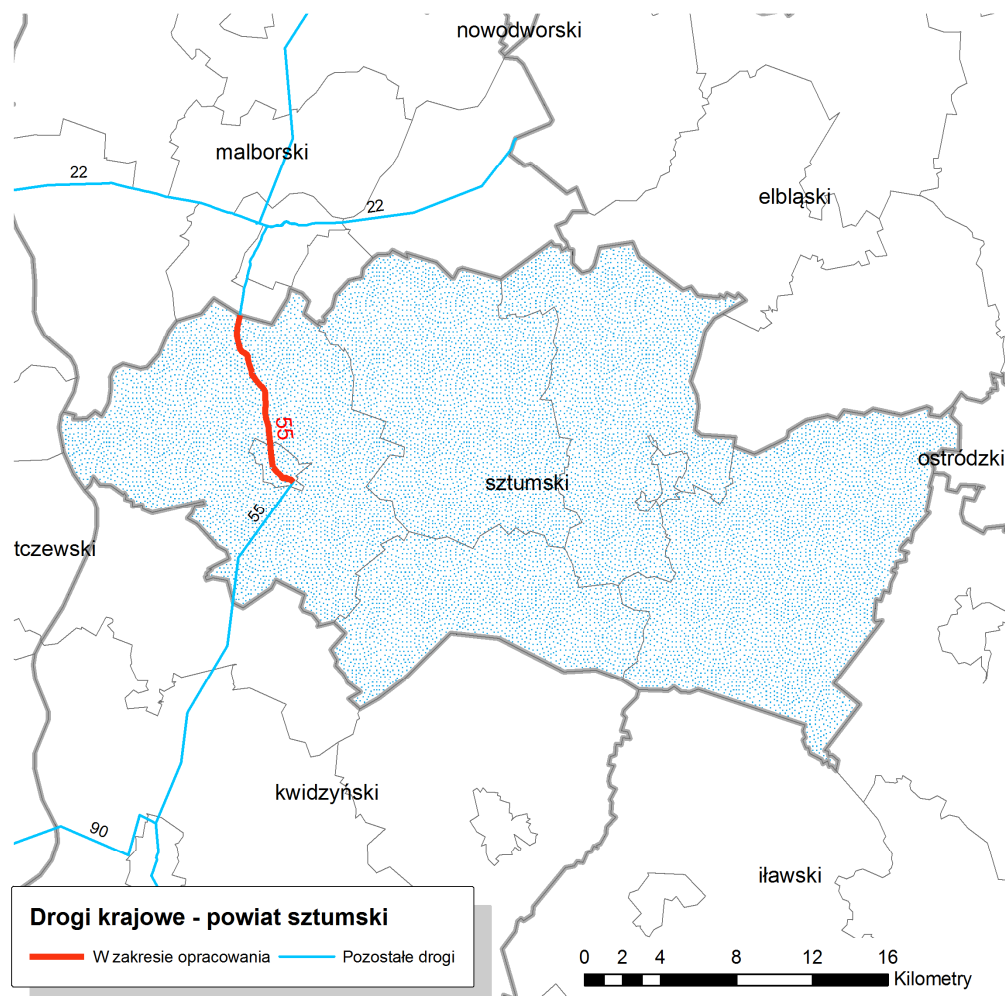 nowodworski
malborski
22
22
elbląski
55
ostródzki
sztumski
55
tczewski
kwidzyński
90
iławski
Drogi krajowe - powiat sztumski
W zakresie opracowania Pozostałe drogi
0 2 4 8 12 16
Kilometry